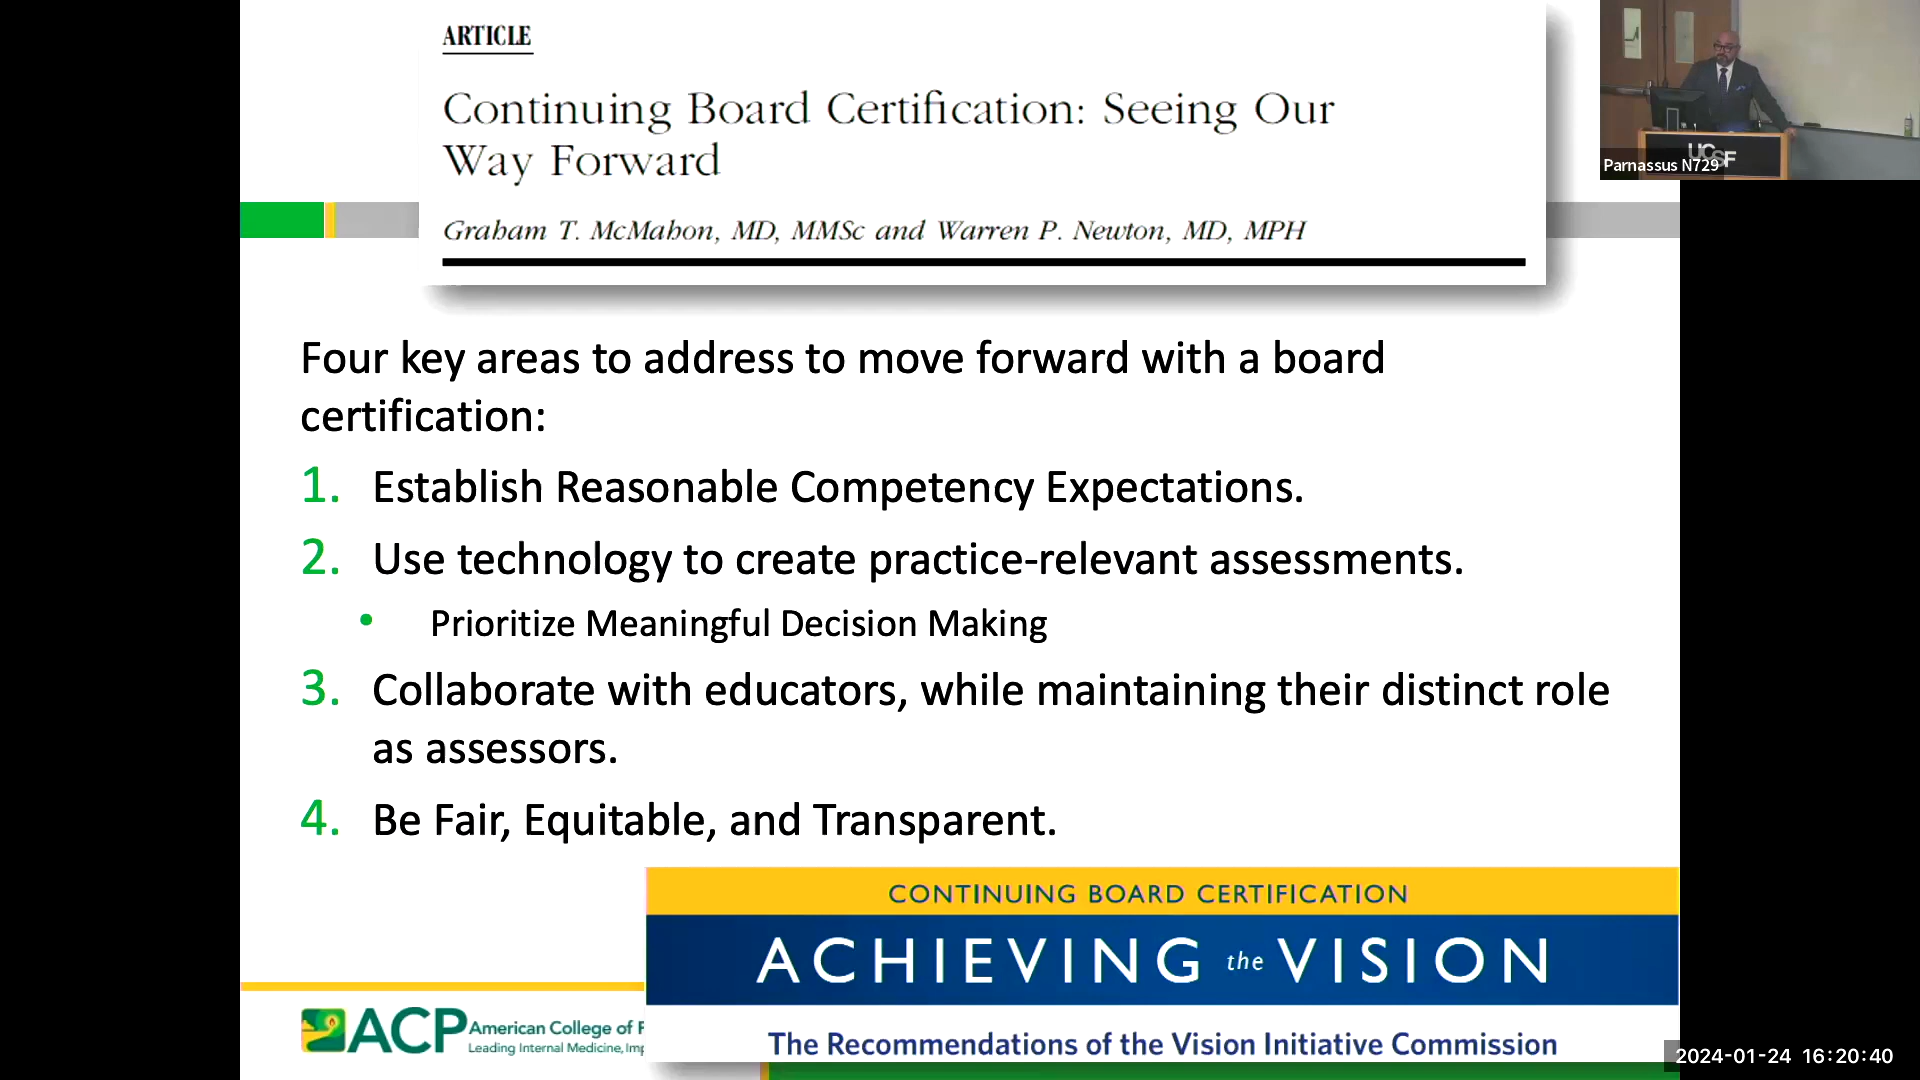 ARTICLE
Continuing Board Certification: Seeing Our
Way Forward
Graham T. McMahon, MD, MMSc and Warren P. Newton, MD, MPH
UCSF
Parnassus N729
Four key areas to address to move forward with a board
certification:
1. Establish Reasonable Competency Expectations.
2. Use technology to create practice-relevant assessments.
• Prioritize Meaningful Decision Making
3. Collaborate with educators, while maintaining their distinct role
as assessors.
4. Be Fair, Equitable, and Transparent.
CONTINUING BOARD CERTIFICATION
ACHIEVING the VISION
The Recommendations of the Vision Initiative Commission
ACP American College of
Leading Internal Medicine,
2024-01-24 16:20:40